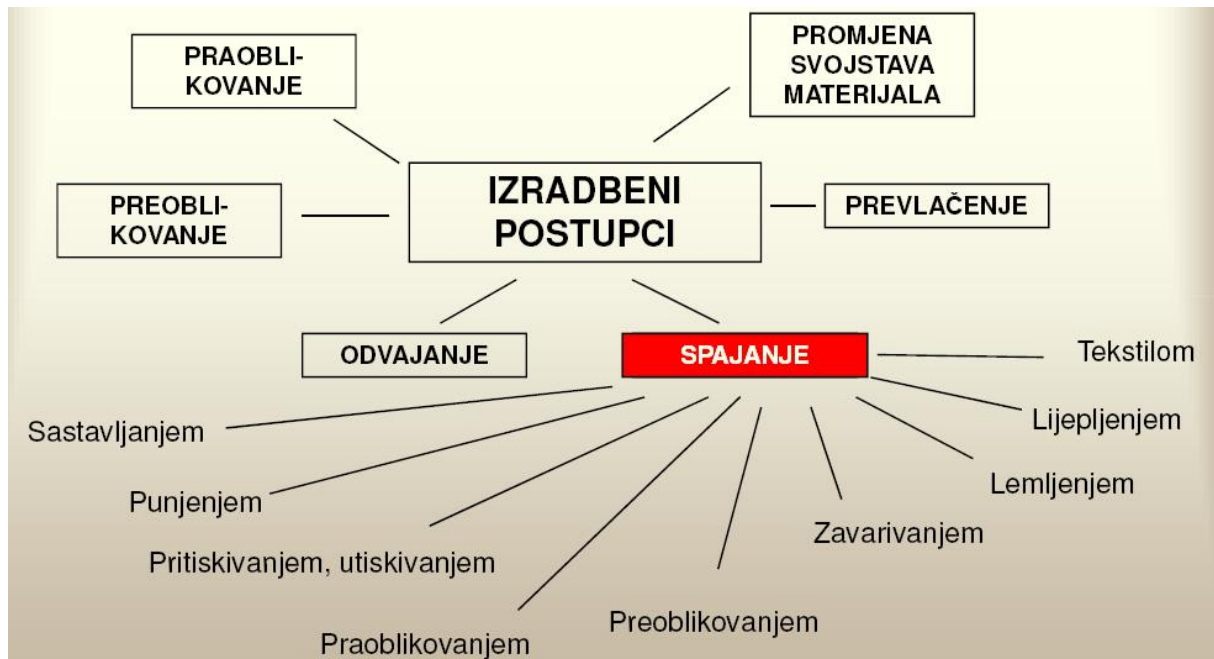 PRAOBLI-
KOVANJE
PROMJENA
SVOJSTAVA
MATERIJALA
IZRADBENI
POSTUPCI
PREOBLI-
KOVANJE
PREVLAČENJE
ODVAJANJE
SPAJANJE
Tekstilom
Lijepljenjem
Sastavljanjem
Lemljenjem
Punjenjem
Zavarivanjem
Pritiskivanjem, utiskivanjem
Preoblikovanjem
Praoblikovanjem